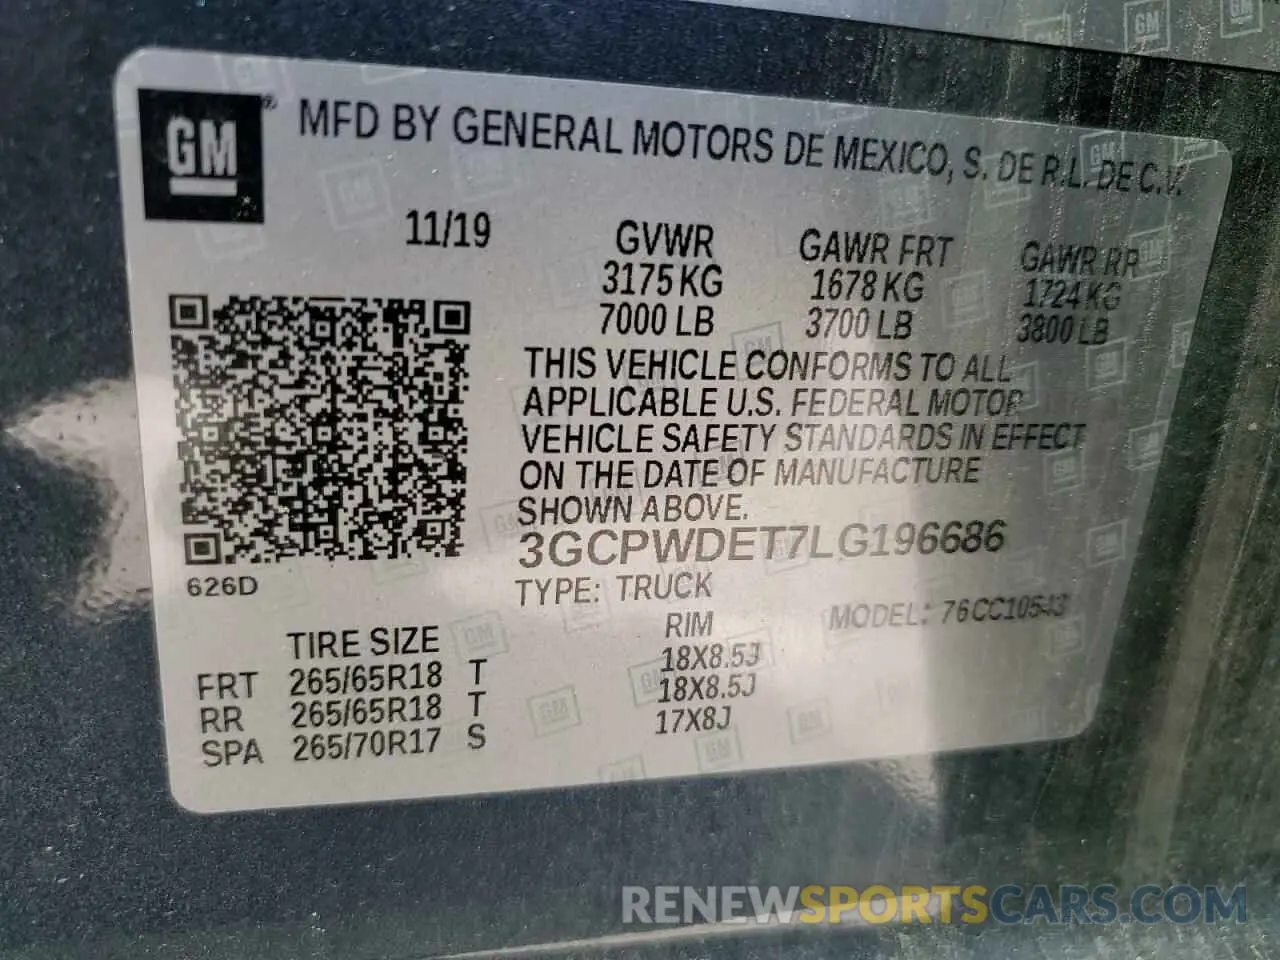 GM® MFD BY GENERAL MOTORS DE MEXICO, S. DE R.L. DE C.V.
11/19
GVWR GAWR FRT GAWR RR
3175 KG 1678 KG 1724 KG
7000 LB 3700 LB 3800 LB
THIS VEHICLE CONFORMS TO ALL
APPLICABLE U.S. FEDERAL MOTOR
VEHICLE SAFETY STANDARDS IN EFFECT
ON THE DATE OF MANUFACTURE
SHOWN ABOVE.
3GCPWDET7LG196686
626D
TYPE: TRUCK
MODEL: 76CC10543
TIRE SIZE RIM
FRT 265/65R18 T 18X8.5J
RR 265/65R18 T 18X8.5J
SPA 265/70R17 S 17X8J
RENEWSPORTSCARS.COM